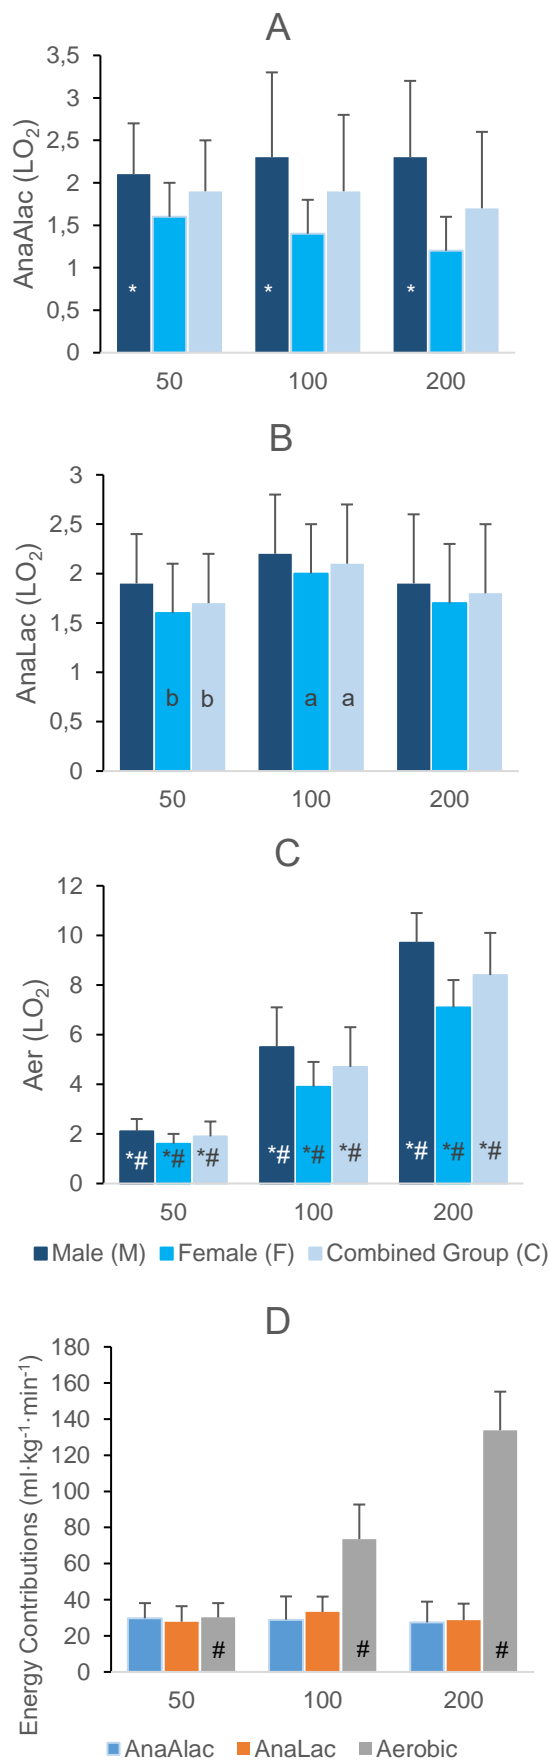 A
AnaAlac (LO₂)
3,5
3
2,5
2
1,5
1
0,5
0
* * *
50 100 200
B
AnaLac (LO₂)
3
2,5
2
1,5
1
0,5
0
b b a a
50 100 200
C
Aer (LO₂)
12
10
8
6
4
2
0
*# *# *# *# *# *# *# *# *#
50 100 200
Male (M) Female (F) Combined Group (C)
D
Energy Contributions (ml·kg⁻¹·min⁻¹)
180
160
140
120
100
80
60
40
20
0
# # #
50 100 200
AnaAlac AnaLac Aerobic